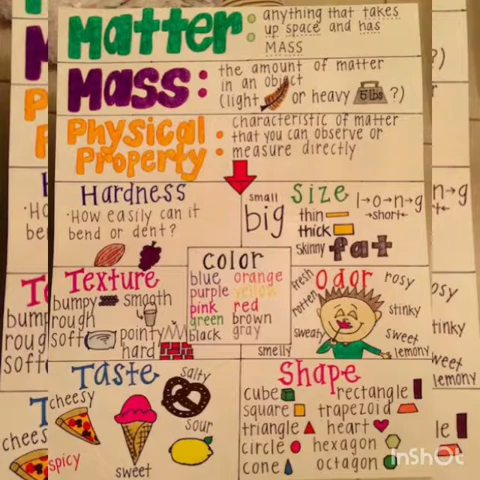 Matter: anything that takes
up space and has
MASS
Mass: the amount of matter
in an object
(light or heavy 5 lbs ?)
Physical Property: characteristic of matter
that you can observe or
measure directly
Hardness
·How easily can it
bend or dent?
Size
small
big
l→o→n→g
→short←
thin
thick
skinny fat
Texture
bumpy smooth
rough
soft pointy
hard
color
blue orange
purple yellow
pink red
green brown
black gray
Odor
fresh
rosy
rotten
stinky
sweaty
sweet
lemony
smelly
Taste
salty
cheesy
sour
spicy
sweet
Shape
cube rectangle
square trapezoid
triangle heart
circle hexagon
cone octagon
InShOt